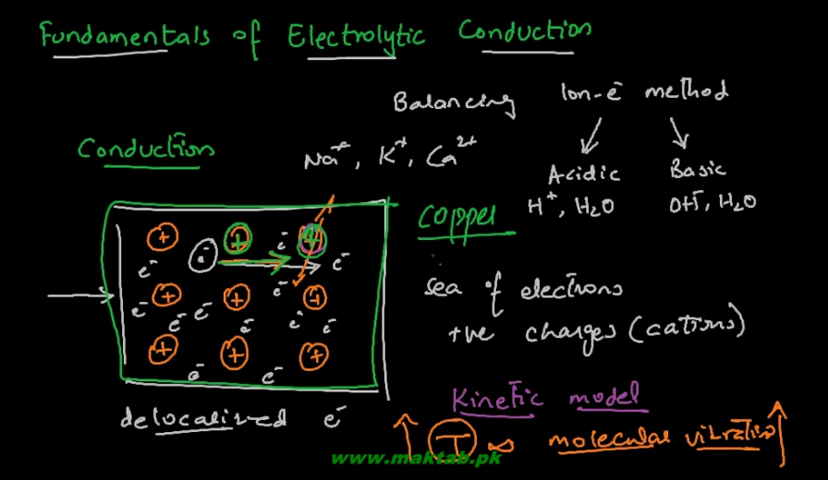 Fundamentals of Electrolytic Conduction
Balancing Ion-e⁻ method
Conduction
Na⁺, K⁺, Ca²⁺
Acidic Basic
H⁺, H₂O OH⁻, H₂O
copper
+ + e⁻ +
e⁻ e⁻
e⁻ e⁻
+ + +
e⁻ e⁻ e⁻ e⁻ e⁻ e⁻
+ + +
e⁻ e⁻
sea of electrons
+ve charges (cations)
Kinetic model
delocalized e⁻
↑ T ∝ molecular vibration ↑
www.maktab.pk